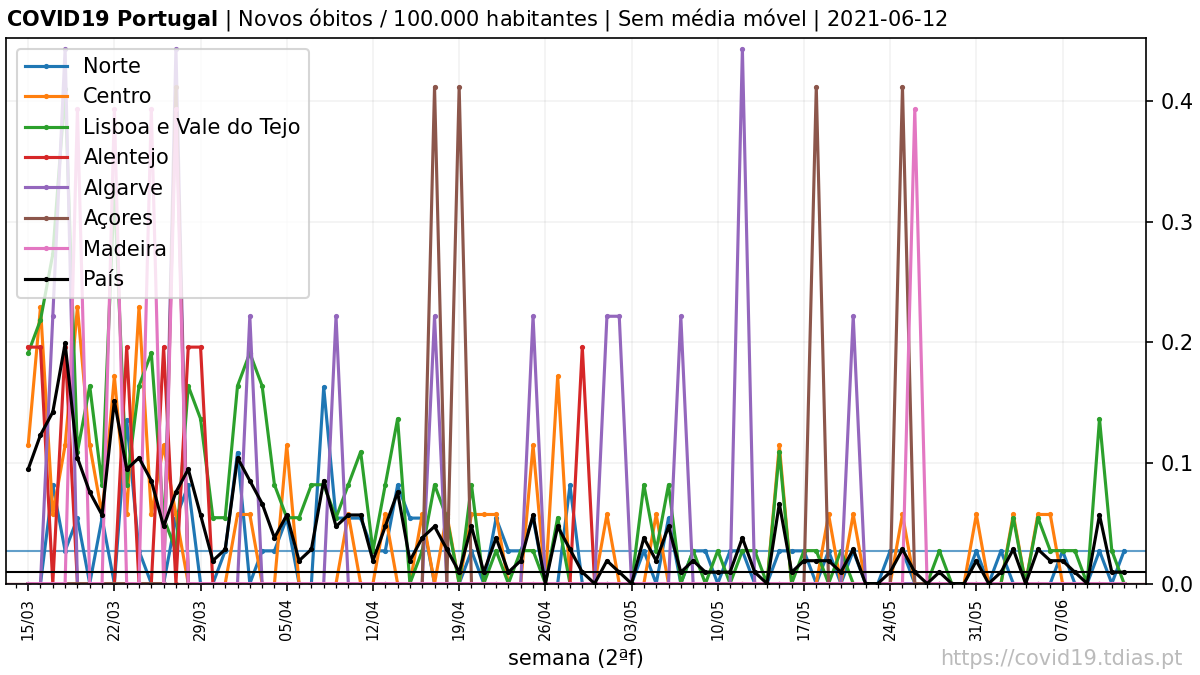 COVID19 Portugal | Novos óbitos / 100.000 habitantes | Sem média móvel | 2021-06-12
Norte
Centro
Lisboa e Vale do Tejo
Alentejo
Algarve
Açores
Madeira
País
0.4
0.3
0.2
0.1
0.0
15/03 22/03 29/03 05/04 12/04 19/04 26/04 03/05 10/05 17/05 24/05 31/05 07/06
semana (2ªf)
https://covid19.tdias.pt